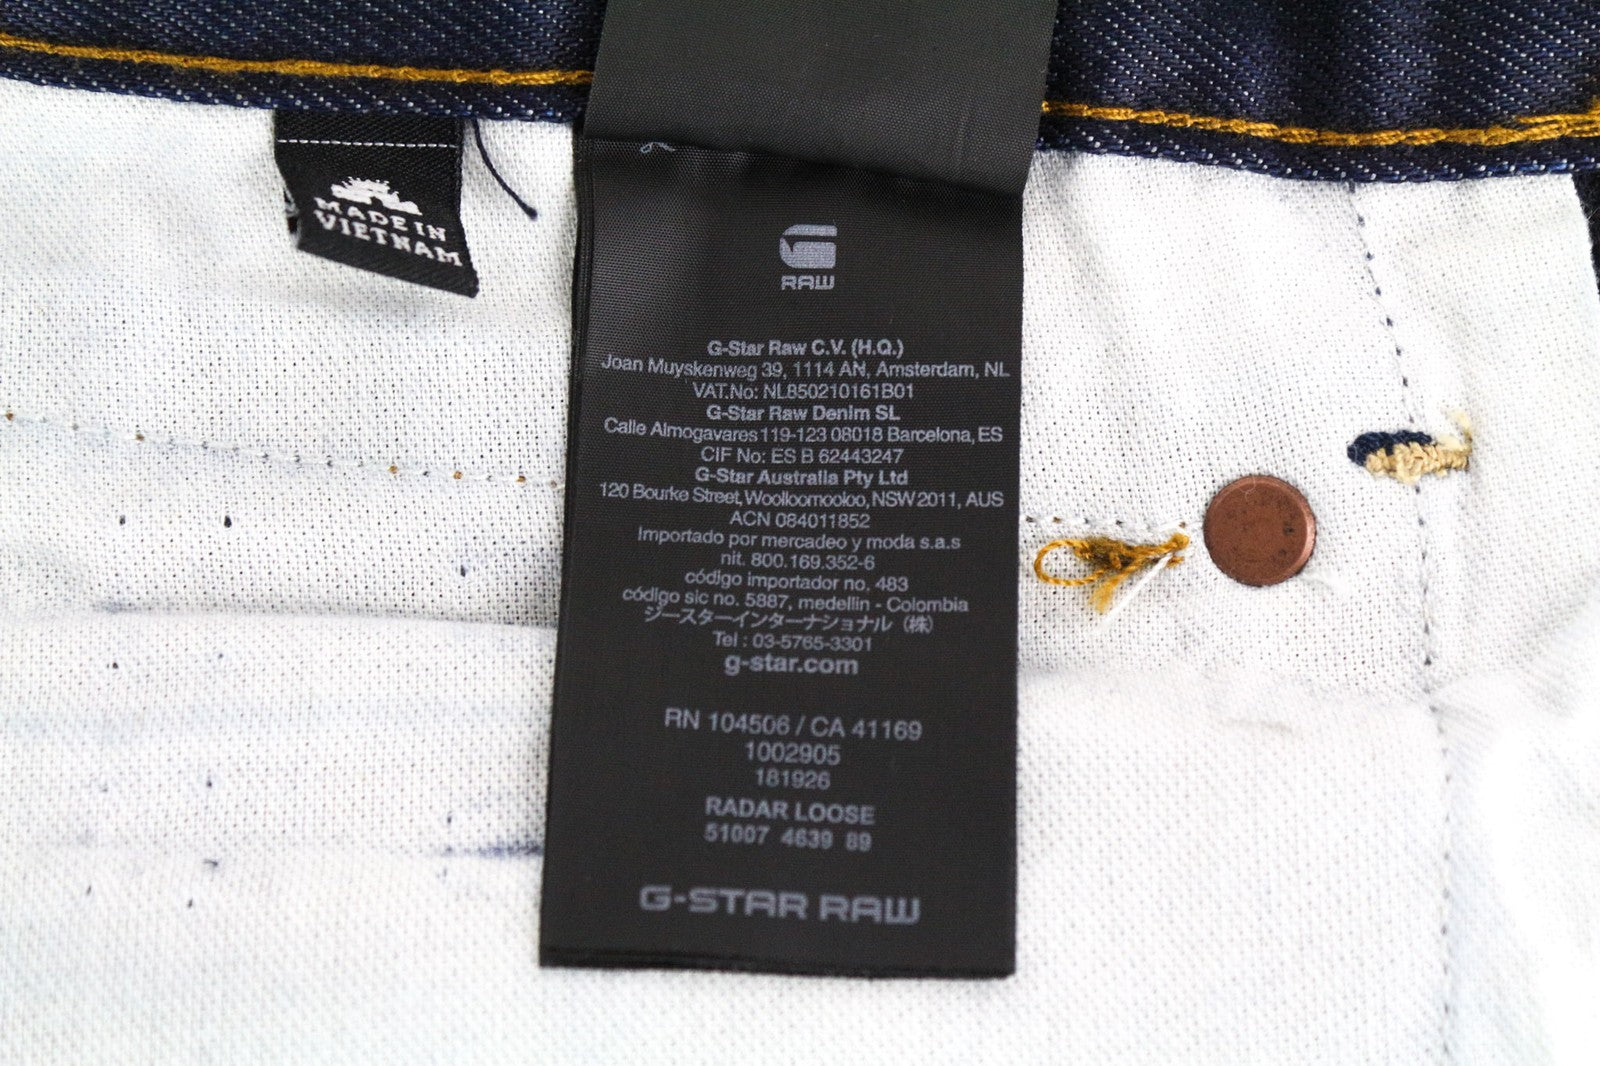 MADE IN
VIETNAM
RAW
G-Star Raw C.V. (H.Q.)
Joan Muyskenweg 39, 1114 AN, Amsterdam, NL
VAT.No: NL850210161B01
G-Star Raw Denim SL
Calle Almogavares 119-123 08018 Barcelona, ES
CIF No: ES B 62443247
G-Star Australia Pty Ltd
120 Bourke Street, Woolloomooloo, NSW 2011, AUS
ACN 084011852
Importado por mercadeo y moda s.a.s
nit. 800.169.352-6
código importador no. 483
código sic no. 5887, medellin - Colombia
ジースターインターナショナル（株）
Tel : 03-5765-3301
g-star.com
RN 104506 / CA 41169
1002905
181926
RADAR LOOSE
51007 4639 89
G-STAR RAW